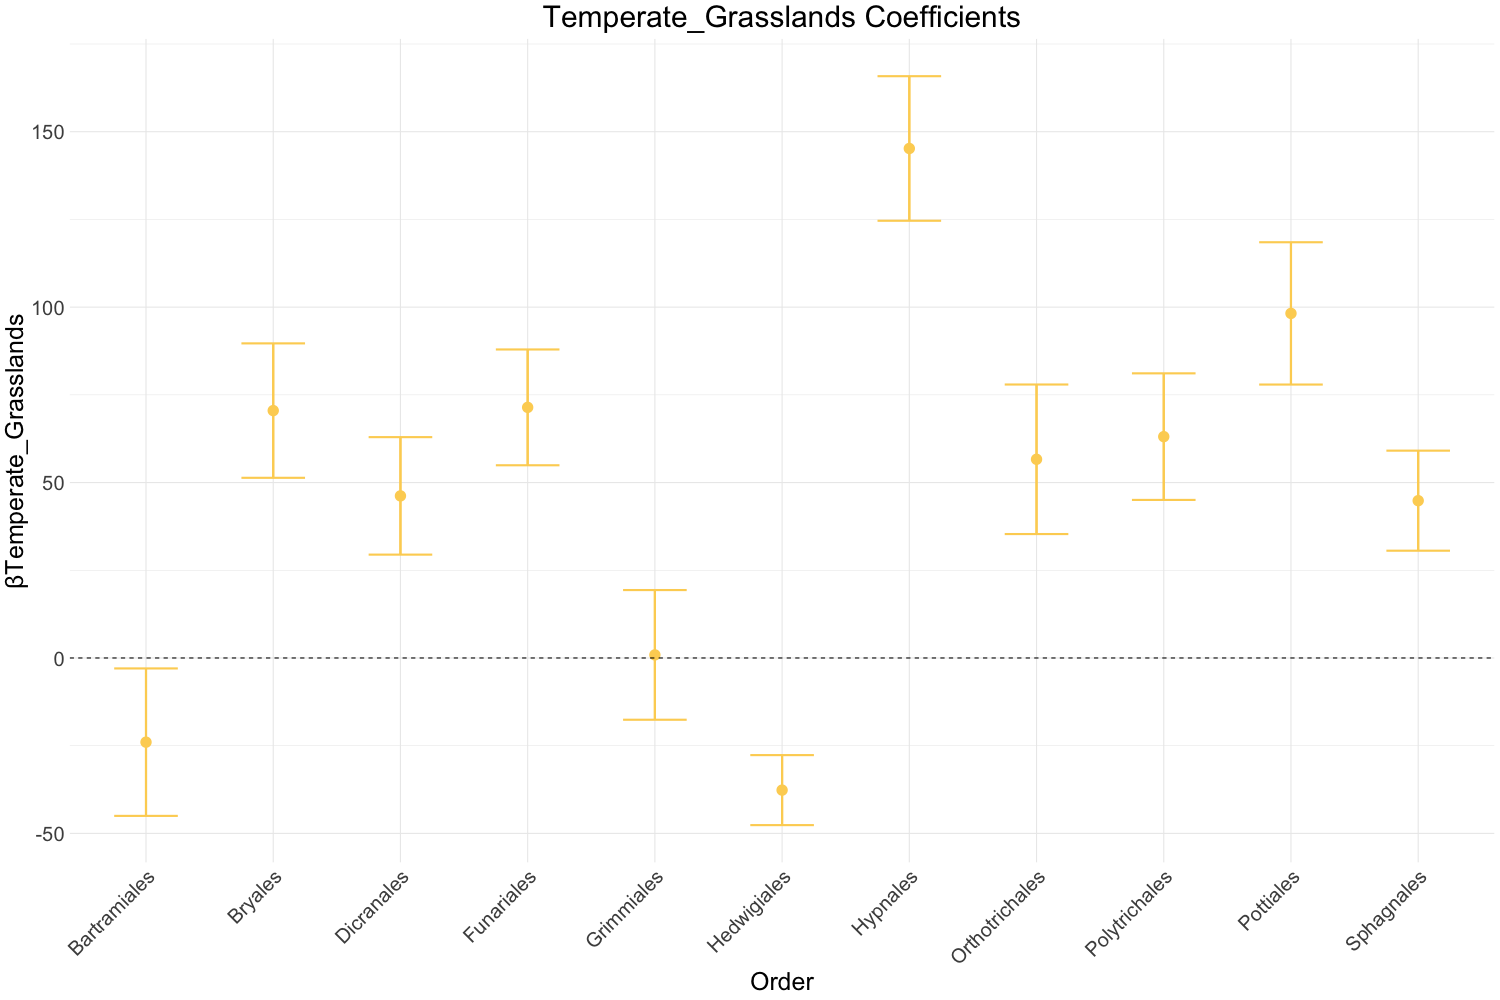 Temperate_Grasslands Coefficients
βTemperate_Grasslands
150
100
50
0
-50
Bartramiales
Bryales
Dicranales
Funariales
Grimmiales
Hedwigiales
Hypnales
Orthotrichales
Polytrichales
Pottiales
Sphagnales
Order